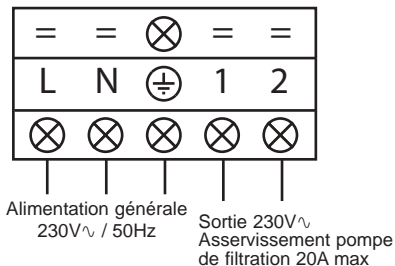 L N 1 2
Alimentation générale
230V∿ / 50Hz
Sortie 230V∿
Asservissement pompe
de filtration 20A max